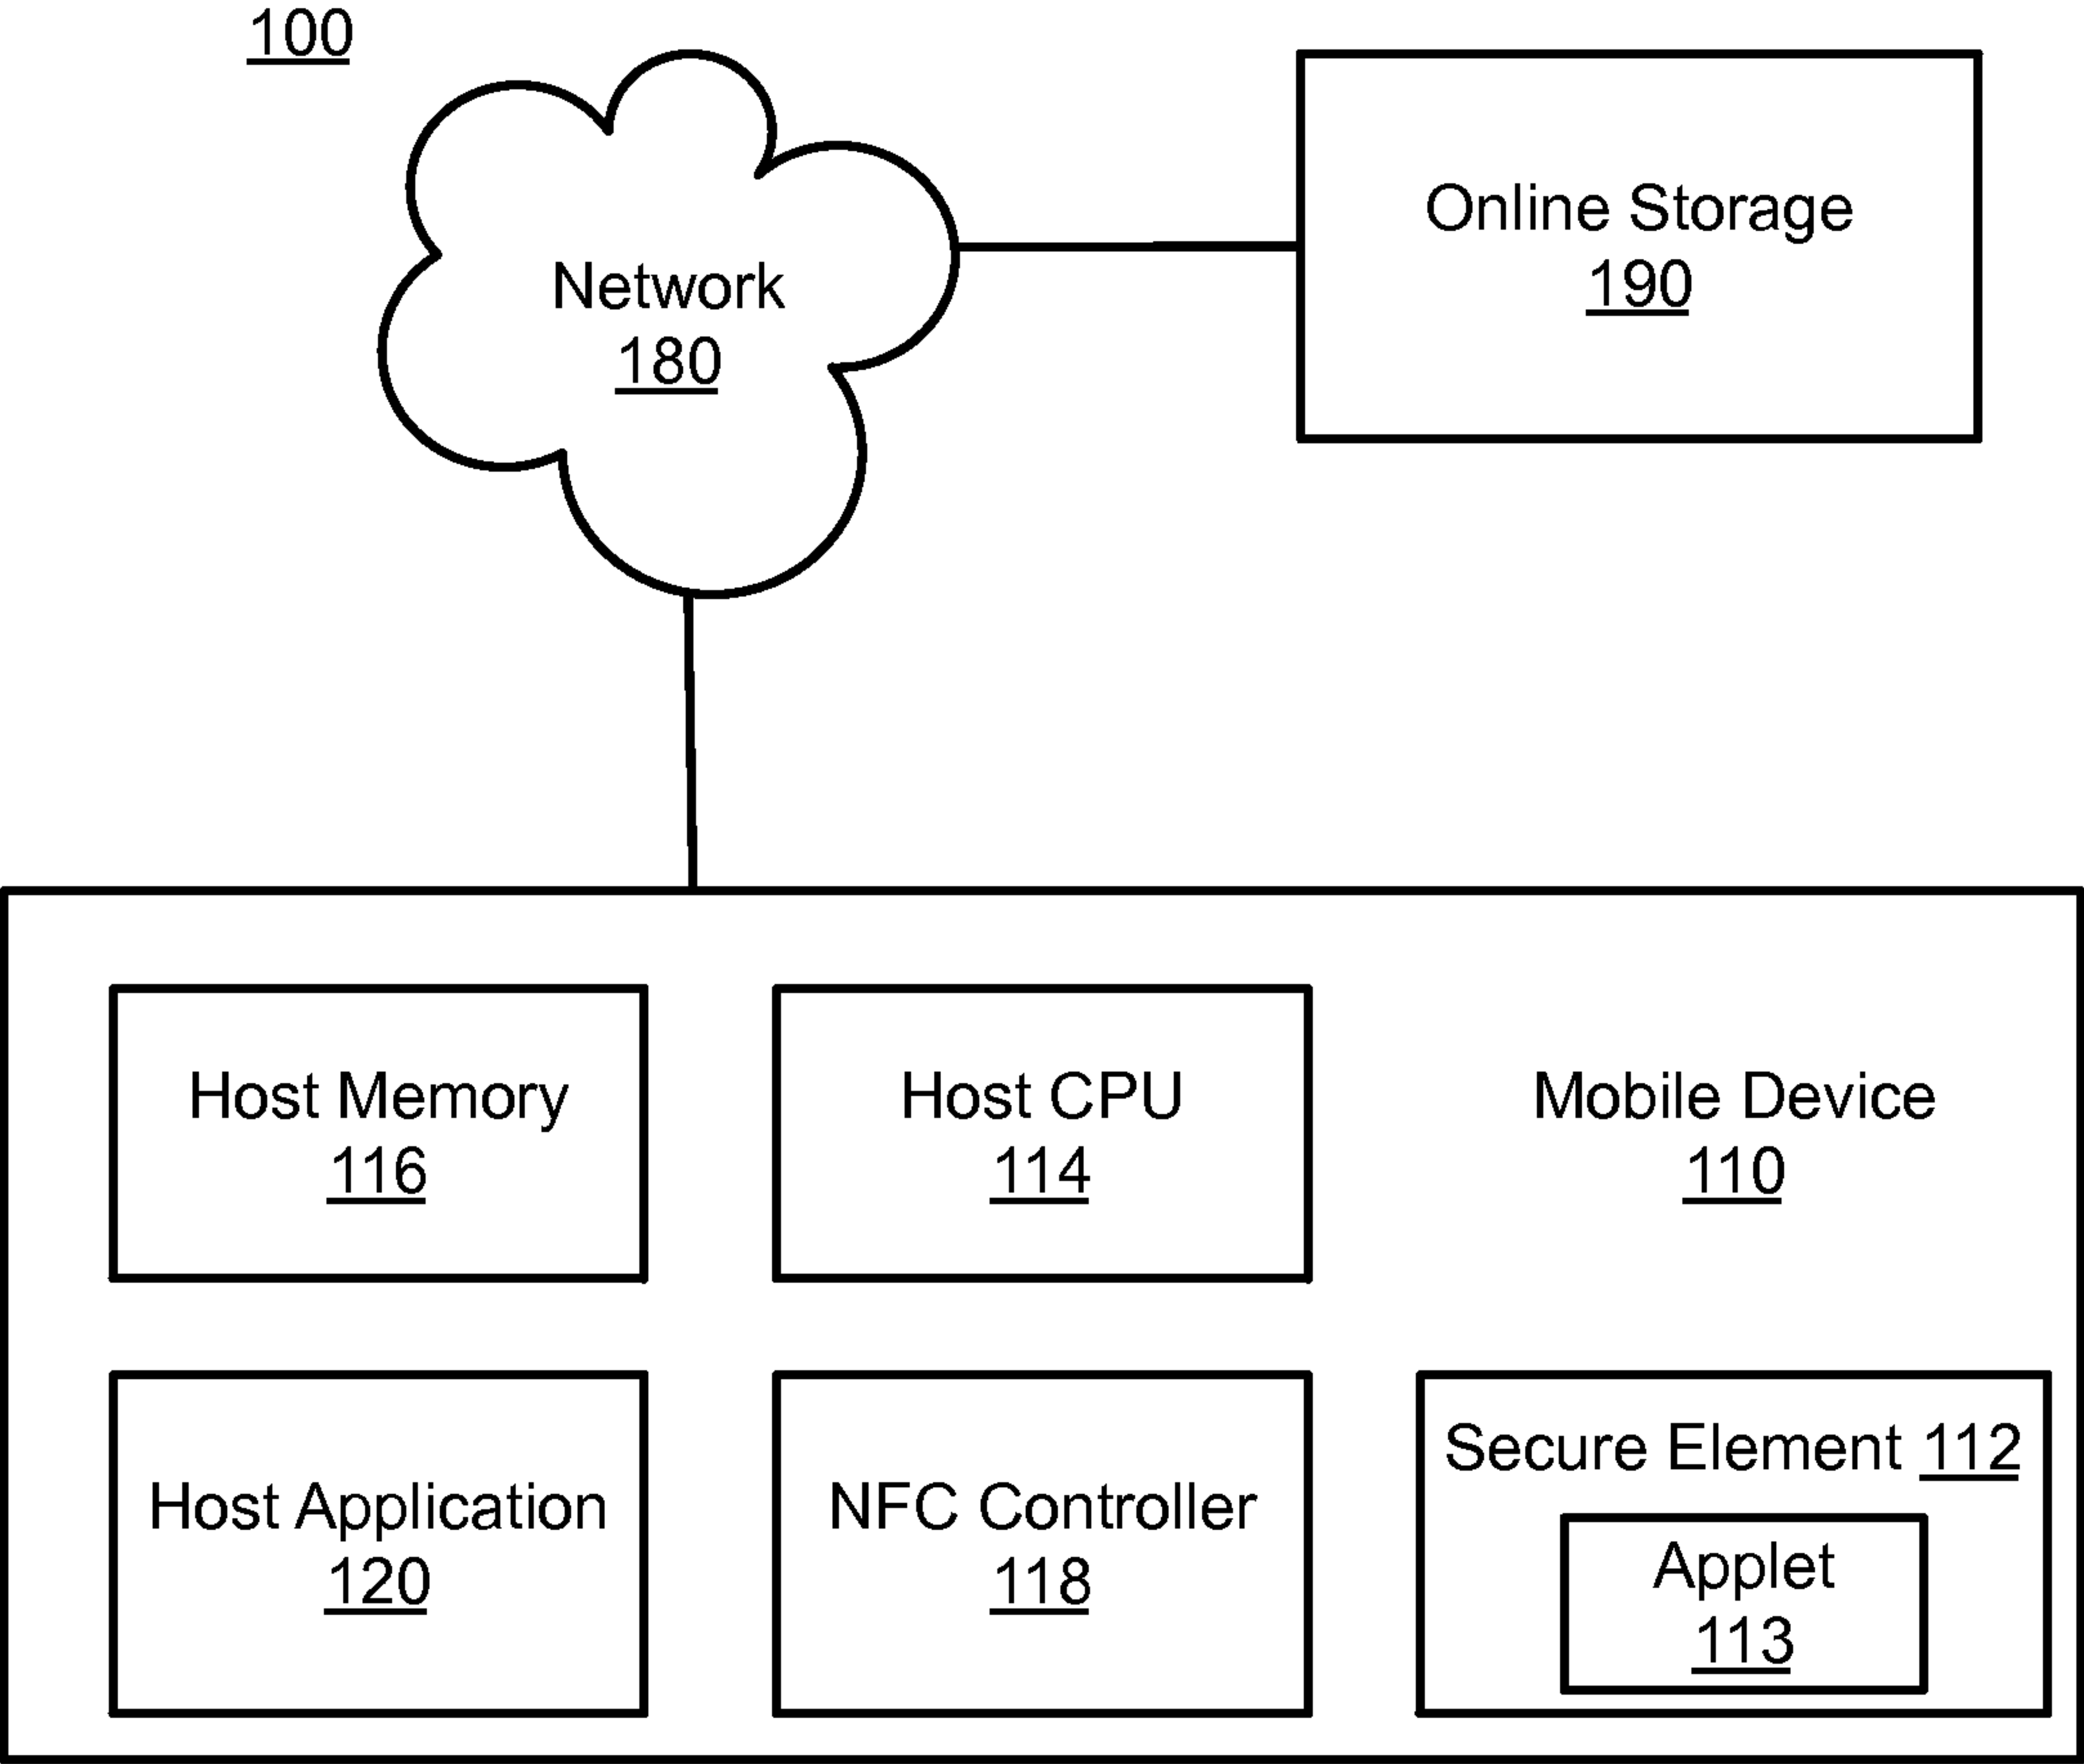 100
Network
180
Online Storage
190
Host Memory
116
Host CPU
114
Mobile Device
110
Host Application
120
NFC Controller
118
Secure Element 112
Applet
113